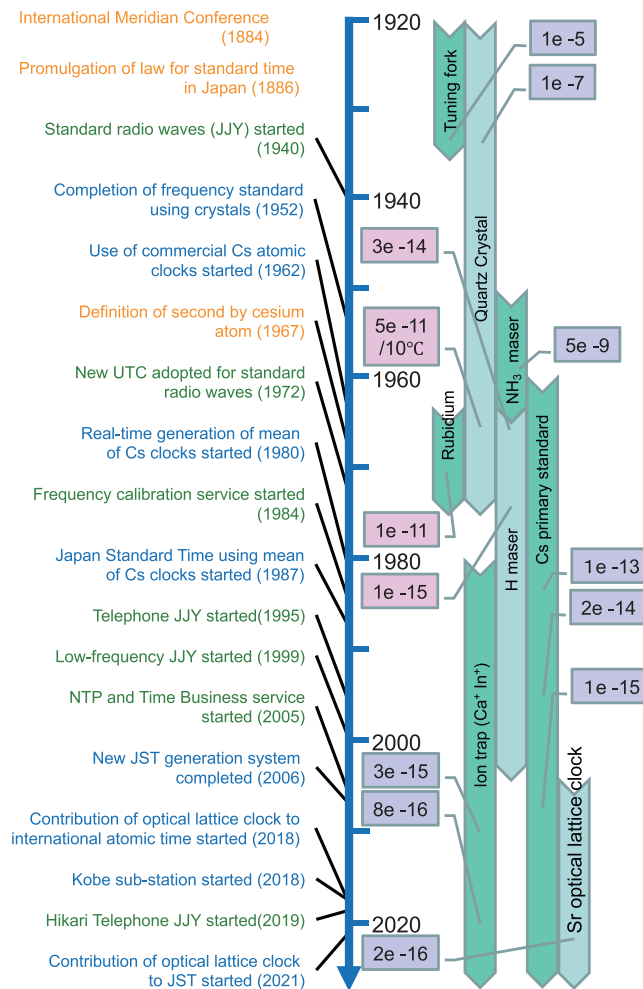 International Meridian Conference
(1884)
Promulgation of law for standard time
in Japan (1886)
Standard radio waves (JJY) started
(1940)
Completion of frequency standard
using crystals (1952)
Use of commercial Cs atomic
clocks started (1962)
Definition of second by cesium
atom (1967)
New UTC adopted for standard
radio waves (1972)
Real-time generation of mean
of Cs clocks started (1980)
Frequency calibration service started
(1984)
Japan Standard Time using mean
of Cs clocks started (1987)
Telephone JJY started(1995)
Low-frequency JJY started (1999)
NTP and Time Business service
started (2005)
New JST generation system
completed (2006)
Contribution of optical lattice clock to
international atomic time started (2018)
Kobe sub-station started (2018)
Hikari Telephone JJY started(2019)
Contribution of optical lattice clock
to JST started (2021)
1920
1940
1960
1980
2000
2020
3e -14
5e -11
/10℃
1e -11
1e -15
3e -15
8e -16
2e -16
Tuning fork
Quartz Crystal
Rubidium
NH₃ maser
H maser
Cs primary standard
Ion trap (Ca⁺ In⁺)
Sr optical lattice clock
1e -5
1e -7
5e -9
1e -13
2e -14
1e -15